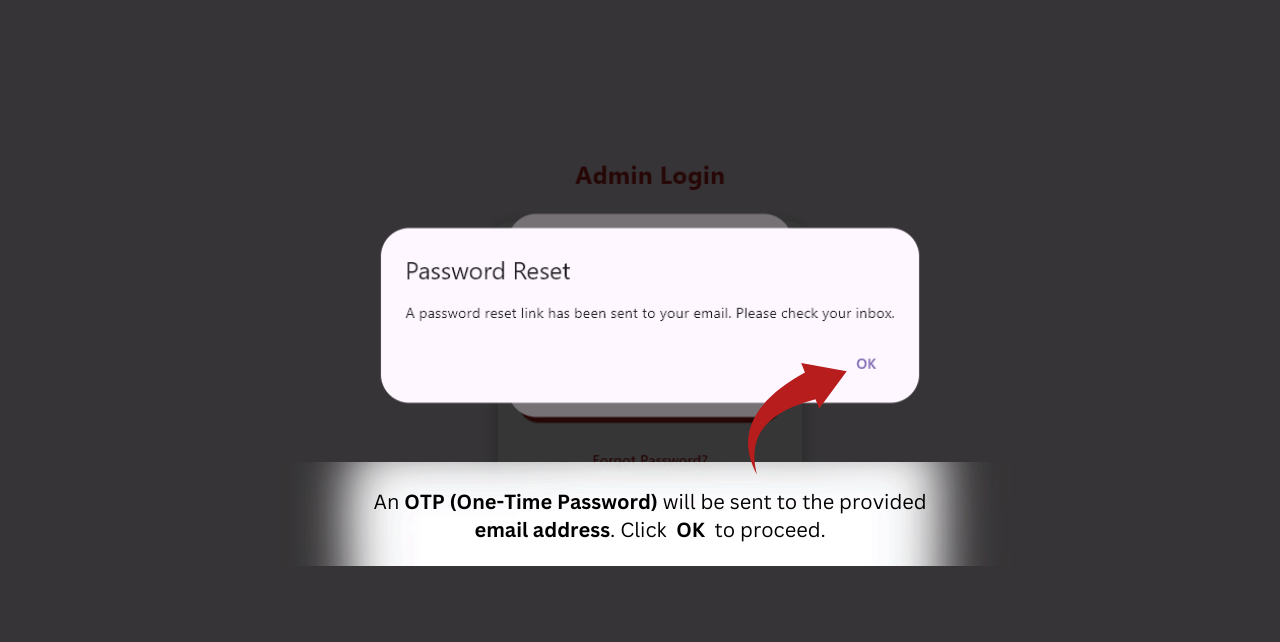 Admin Login
Password Reset
A password reset link has been sent to your email. Please check your inbox.
OK
Forgot Password?
An OTP (One-Time Password) will be sent to the provided
email address. Click OK to proceed.